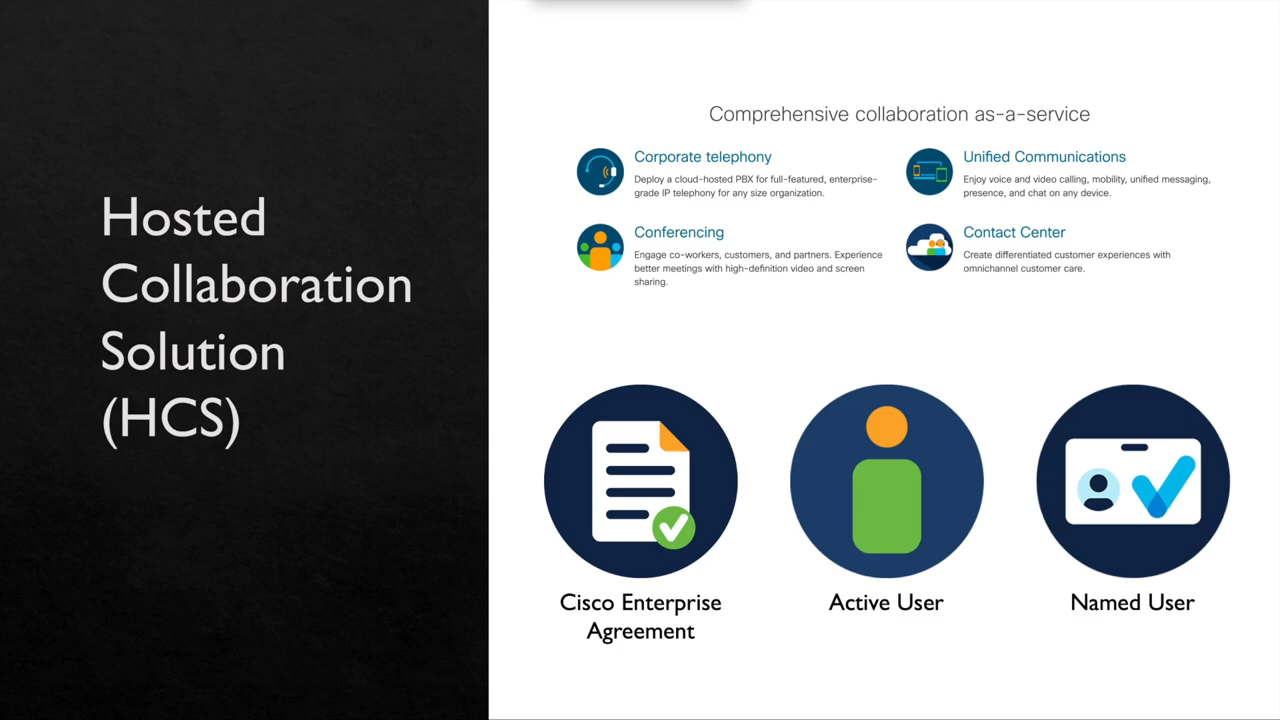 Hosted
Collaboration
Solution
(HCS)
Comprehensive collaboration as-a-service
Corporate telephony
Deploy a cloud-hosted PBX for full-featured, enterprise-
grade IP telephony for any size organization.
Unified Communications
Enjoy voice and video calling, mobility, unified messaging,
presence, and chat on any device.
Conferencing
Engage co-workers, customers, and partners. Experience
better meetings with high-definition video and screen
sharing.
Contact Center
Create differentiated customer experiences with
omnichannel customer care.
Cisco Enterprise
Agreement
Active User
Named User